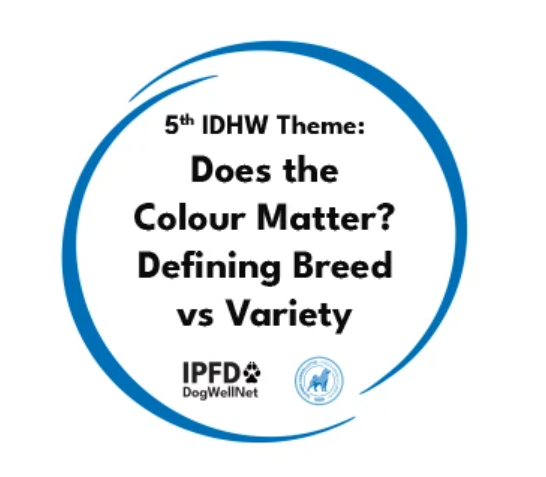 5th IDHW Theme:
Does the
Colour Matter?
Defining Breed
vs Variety
IPFD
DogWellNet